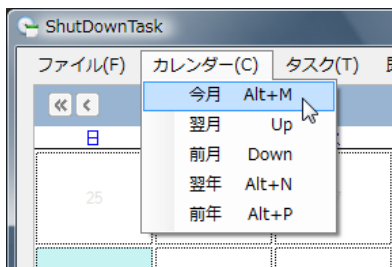 ShutDownTask
ファイル(F) カレンダー(C) タスク(T)
今月 Alt+M
翌月 Up
前月 Down
翌年 Alt+N
前年 Alt+P
日
25